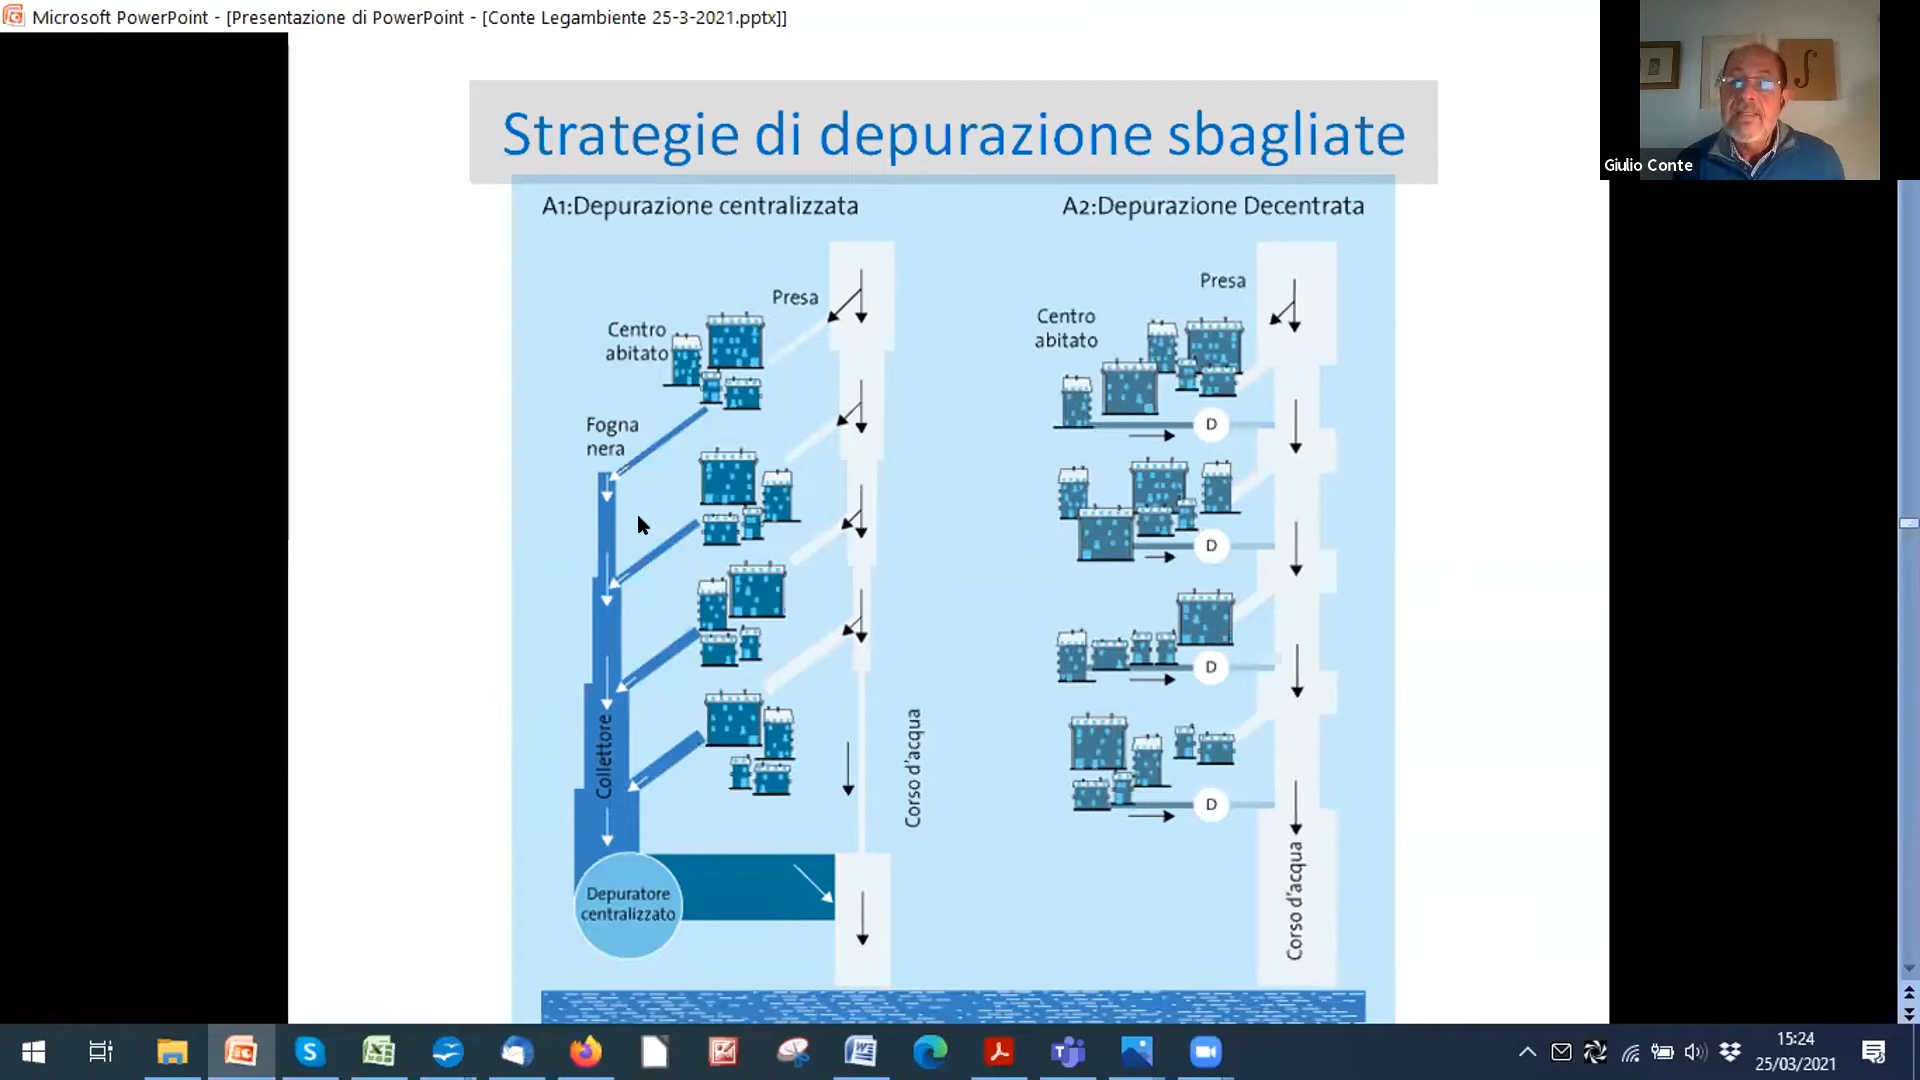 Microsoft PowerPoint - [Presentazione di PowerPoint - [Conte Legambiente 25-3-2021.pptx]]
Giulio Conte
Strategie di depurazione sbagliate
A1:Depurazione centralizzata
Presa
Centro
abitato
Fogna
nera
Collettore
Corso d'acqua
Depuratore
centralizzato
A2:Depurazione Decentrata
Presa
Centro
abitato
D
D
D
D
Corso d'acqua
15:24
25/03/2021